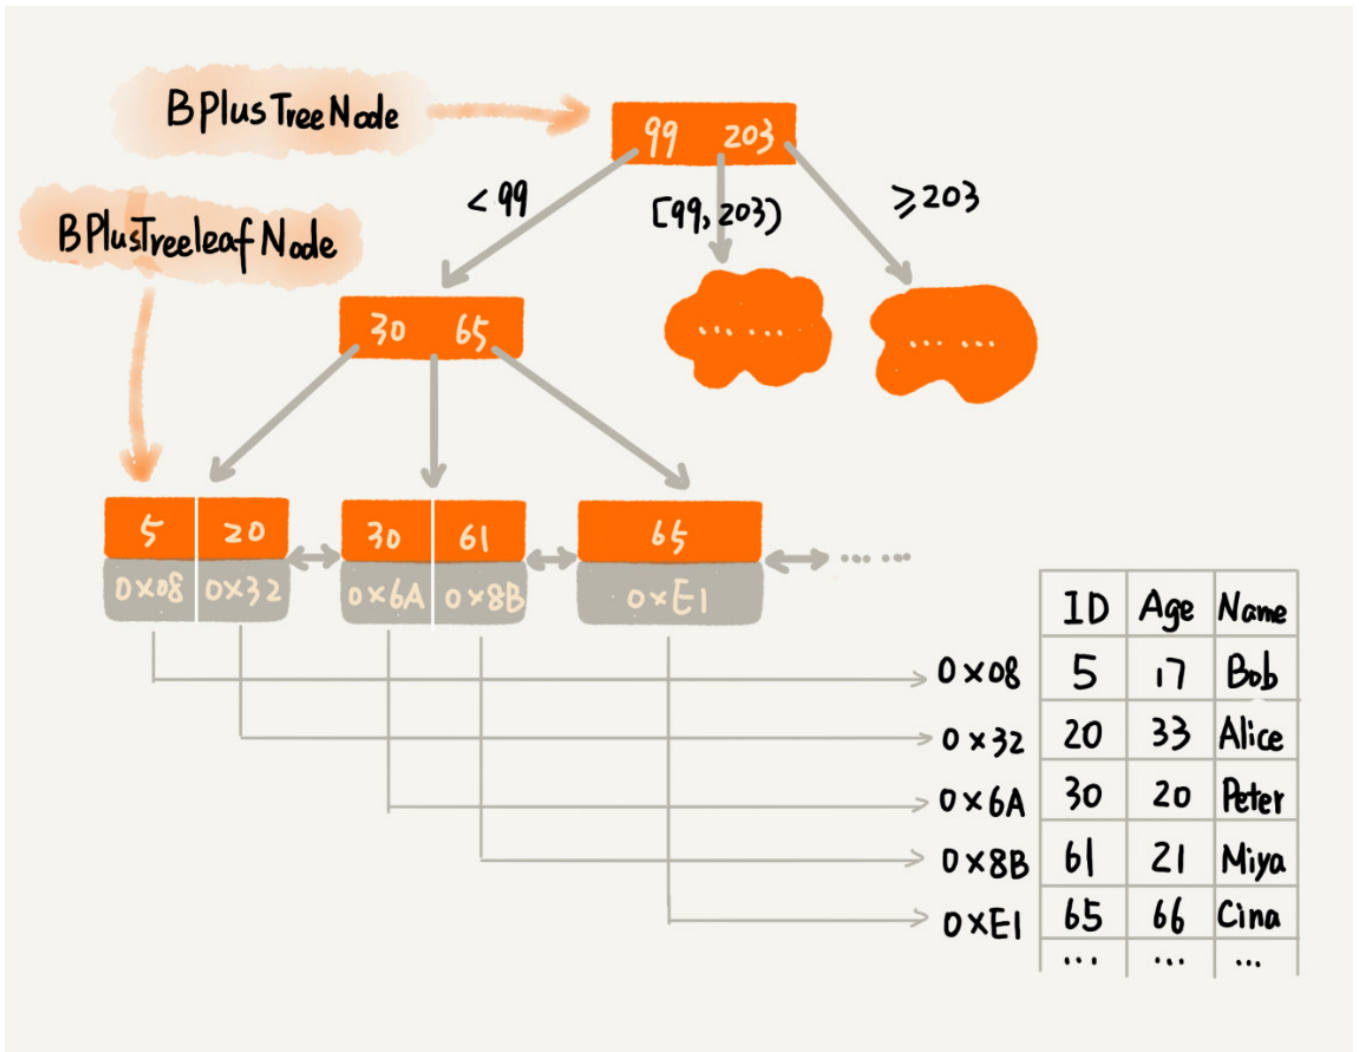 BPlusTreeNode
99 203
<99
[99,203)
≥203
BPlusTreeleafNode
30 65
... ...
... ...
5 20
30 61
65
0x08 0x32
0x6A 0x8B
0xE1
... ...
ID Age Name
0x08 5 17 Bob
0x32 20 33 Alice
0x6A 30 20 Peter
0x8B 61 21 Miya
0xE1 65 66 Cina
... ... ...